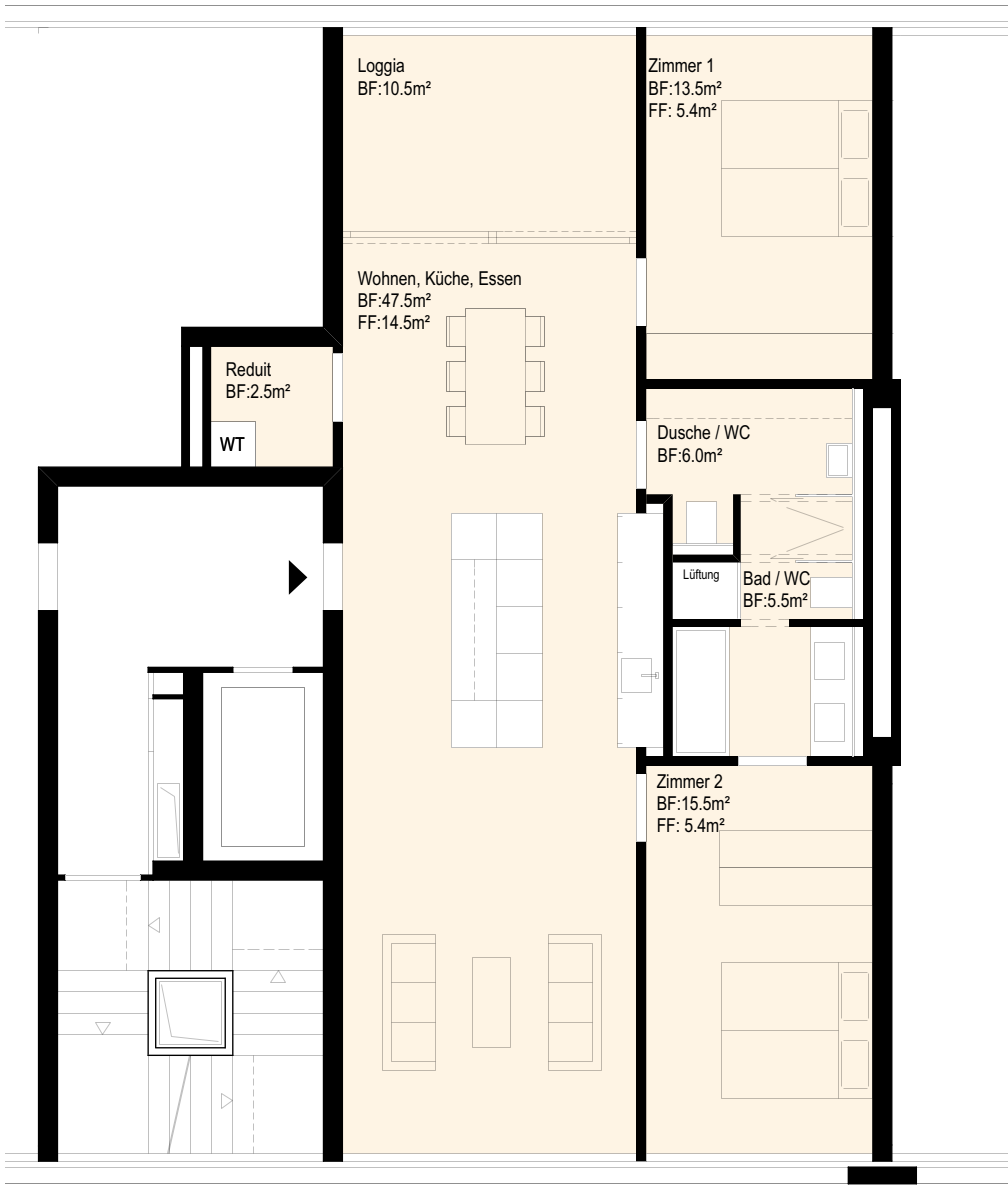 Loggia
BF:10.5m²
Zimmer 1
BF:13.5m²
FF: 5.4m²
Wohnen, Küche, Essen
BF:47.5m²
FF:14.5m²
Reduit
BF:2.5m²
WT
Dusche / WC
BF:6.0m²
Lüftung
Bad / WC
BF:5.5m²
Zimmer 2
BF:15.5m²
FF: 5.4m²